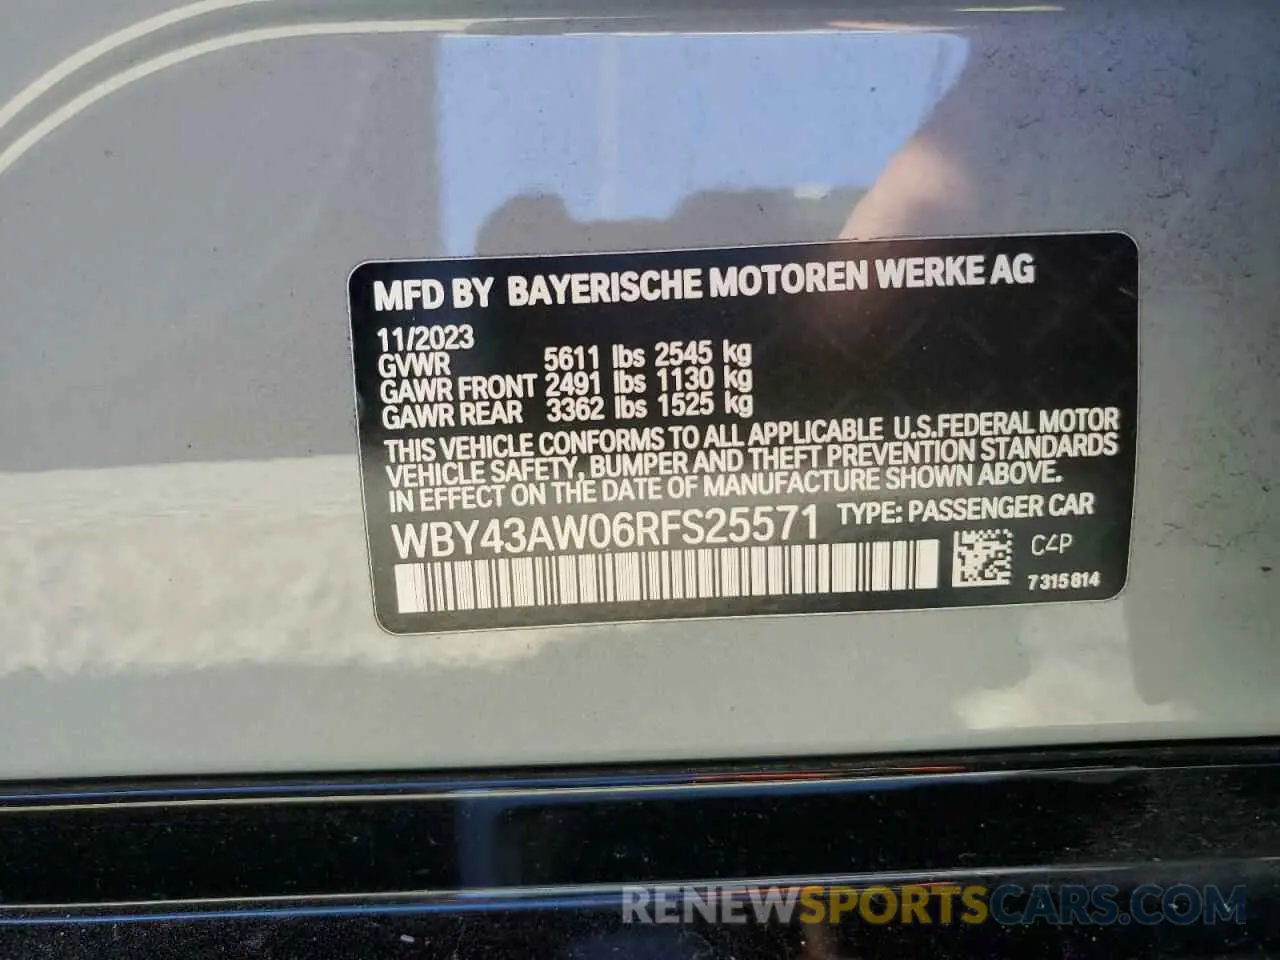 MFD BY BAYERISCHE MOTOREN WERKE AG
11/2023
GVWR 5611 lbs 2545 kg
GAWR FRONT 2491 lbs 1130 kg
GAWR REAR 3362 lbs 1525 kg
THIS VEHICLE CONFORMS TO ALL APPLICABLE U.S.FEDERAL MOTOR
VEHICLE SAFETY, BUMPER AND THEFT PREVENTION STANDARDS
IN EFFECT ON THE DATE OF MANUFACTURE SHOWN ABOVE.
WBY43AW06RFS25571 TYPE: PASSENGER CAR
C4P
7315814
RENEWSPORTSCARS.COM